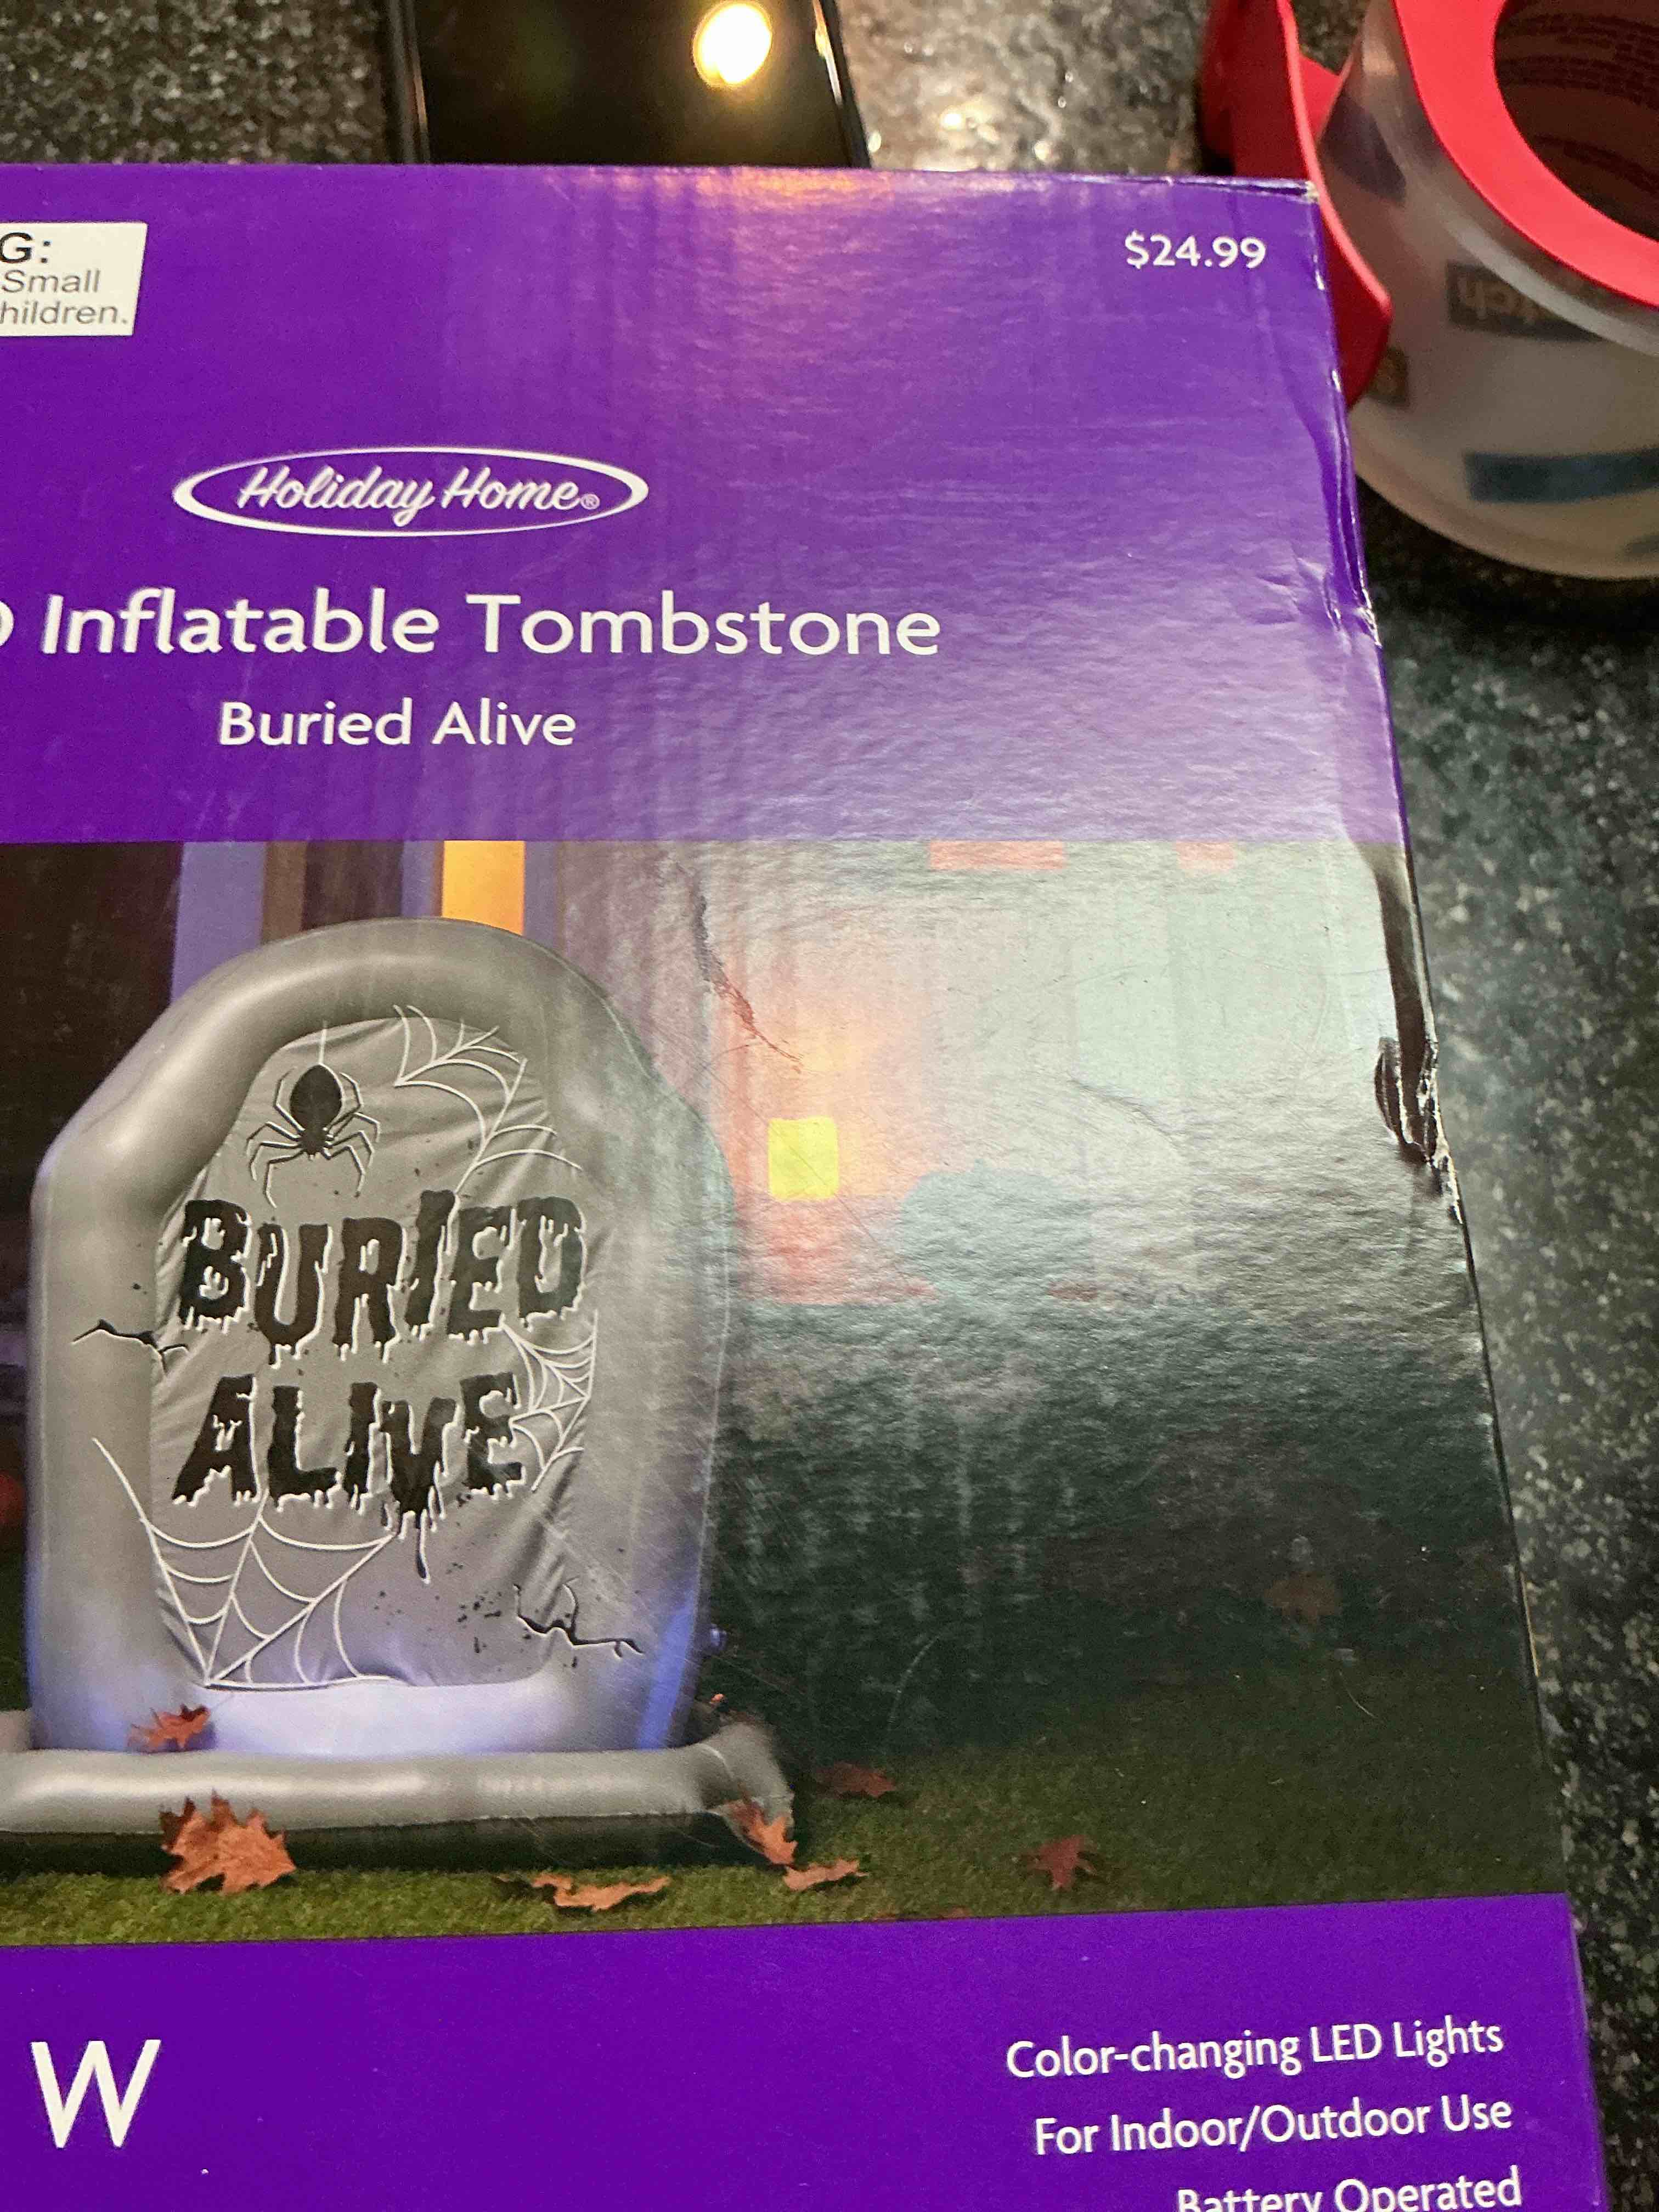 G:
Small
hildren.
$24.99
Holiday Home®
Inflatable Tombstone
Buried Alive
BURIED
ALIVE
W
Color-changing LED Lights
For Indoor/Outdoor Use
Battery Operated